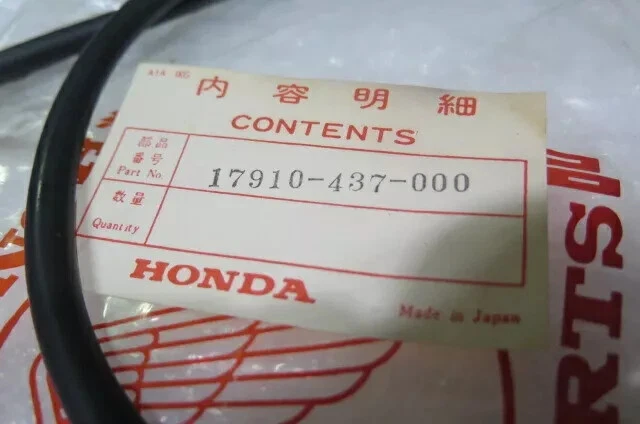 内容明細
CONTENTS
部品
番号
Part No.
17910-437-000
数量
Quantity
HONDA
Made in Japan
RTS